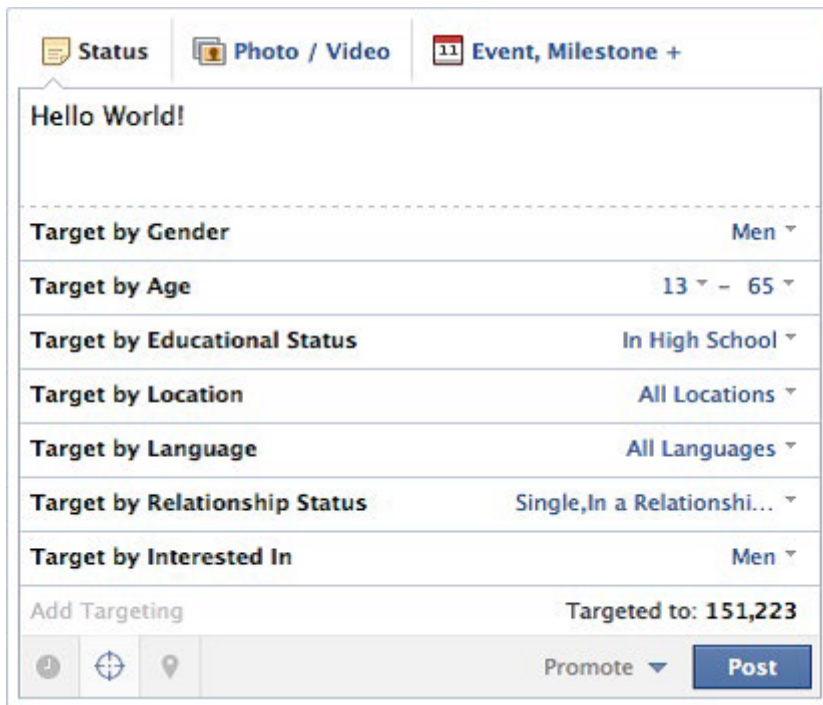 Status Photo / Video 11 Event, Milestone +
Hello World!
Target by Gender Men
Target by Age 13 - 65
Target by Educational Status In High School
Target by Location All Locations
Target by Language All Languages
Target by Relationship Status Single,In a Relationshi...
Target by Interested In Men
Add Targeting Targeted to: 151,223
Promote Post